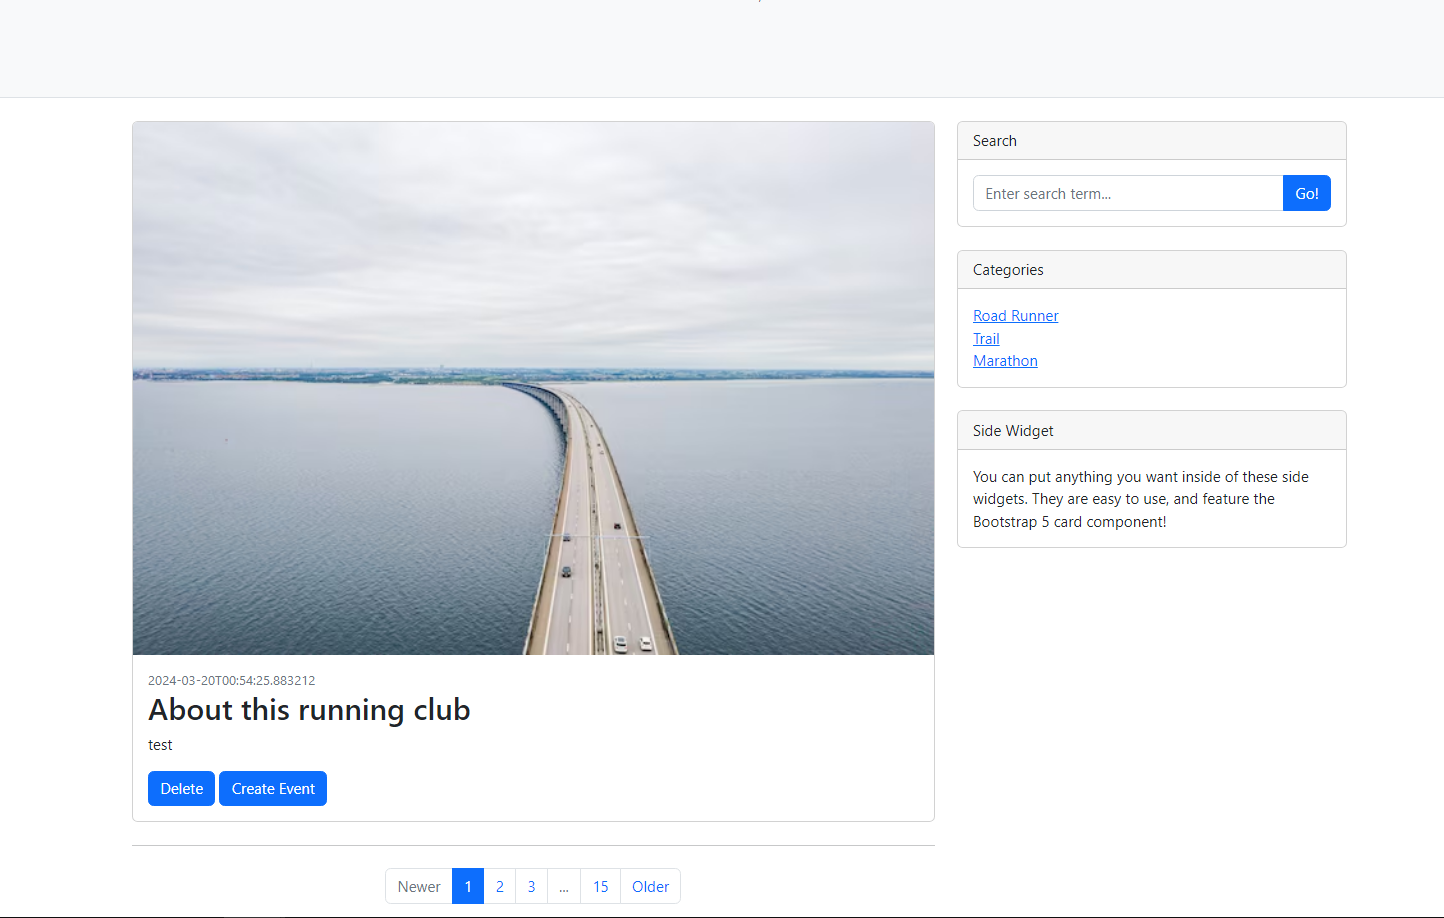 Search
Enter search term...
Go!
Categories
Road Runner
Trail
Marathon
Side Widget
You can put anything you want inside of these side
widgets. They are easy to use, and feature the
Bootstrap 5 card component!
2024-03-20T00:54:25.883212
About this running club
test
Delete
Create Event
Newer
1
2
3
...
15
Older